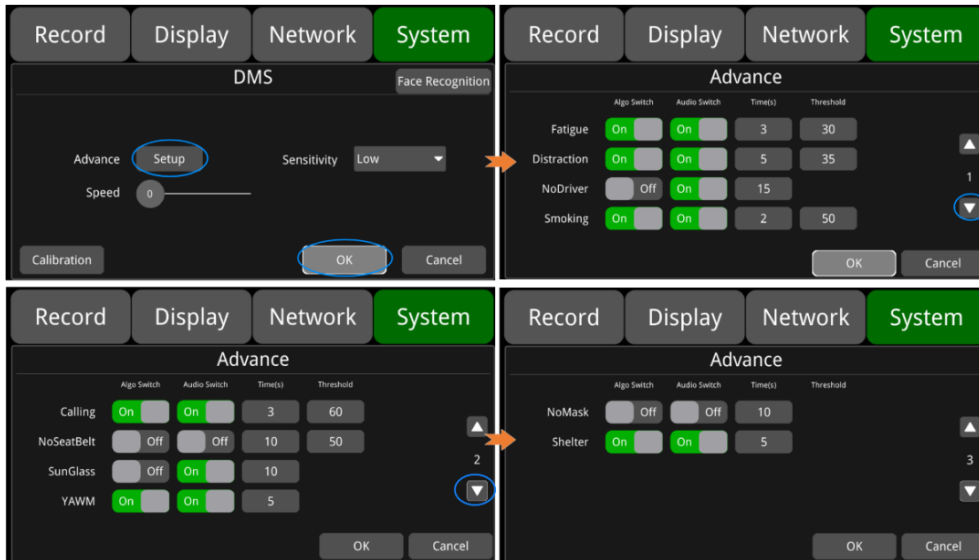 Record Display Network System
DMS
Face Recognition
Advance Setup Sensitivity Low
Speed 0
Calibration OK Cancel
Record Display Network System
Advance
Algo Switch Audio Switch Time(s) Threshold
Fatigue On On 3 30
Distraction On On 5 35
1
NoDriver Off On 15
Smoking On On 2 50
OK Cancel
Record Display Network System
Advance
Algo Switch Audio Switch Time(s) Threshold
Calling On On 3 60
NoSeatBelt Off Off 10 50
2
SunGlass Off On 10
YAWM On On 5
OK Cancel
Record Display Network System
Advance
Algo Switch Audio Switch Time(s) Threshold
NoMask Off Off 10
Shelter On On 5
3
OK Cancel